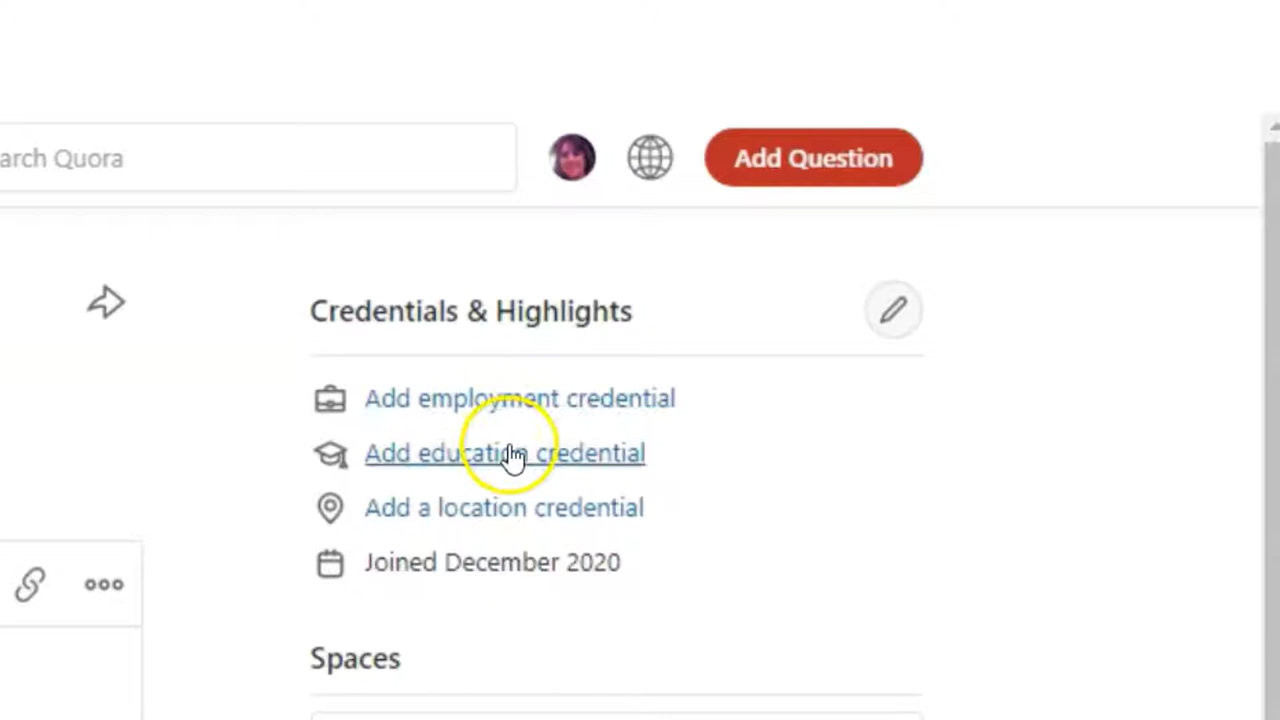 arch Quora
Add Question
Credentials & Highlights
Add employment credential
Add education credential
Add a location credential
Joined December 2020
Spaces